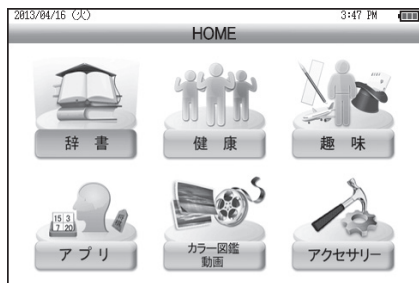 2013/04/16 (火) 3:47 PM
HOME
辞書 健康 趣味
15 3
7 20
アプリ カラー図鑑 動画 アクセサリー